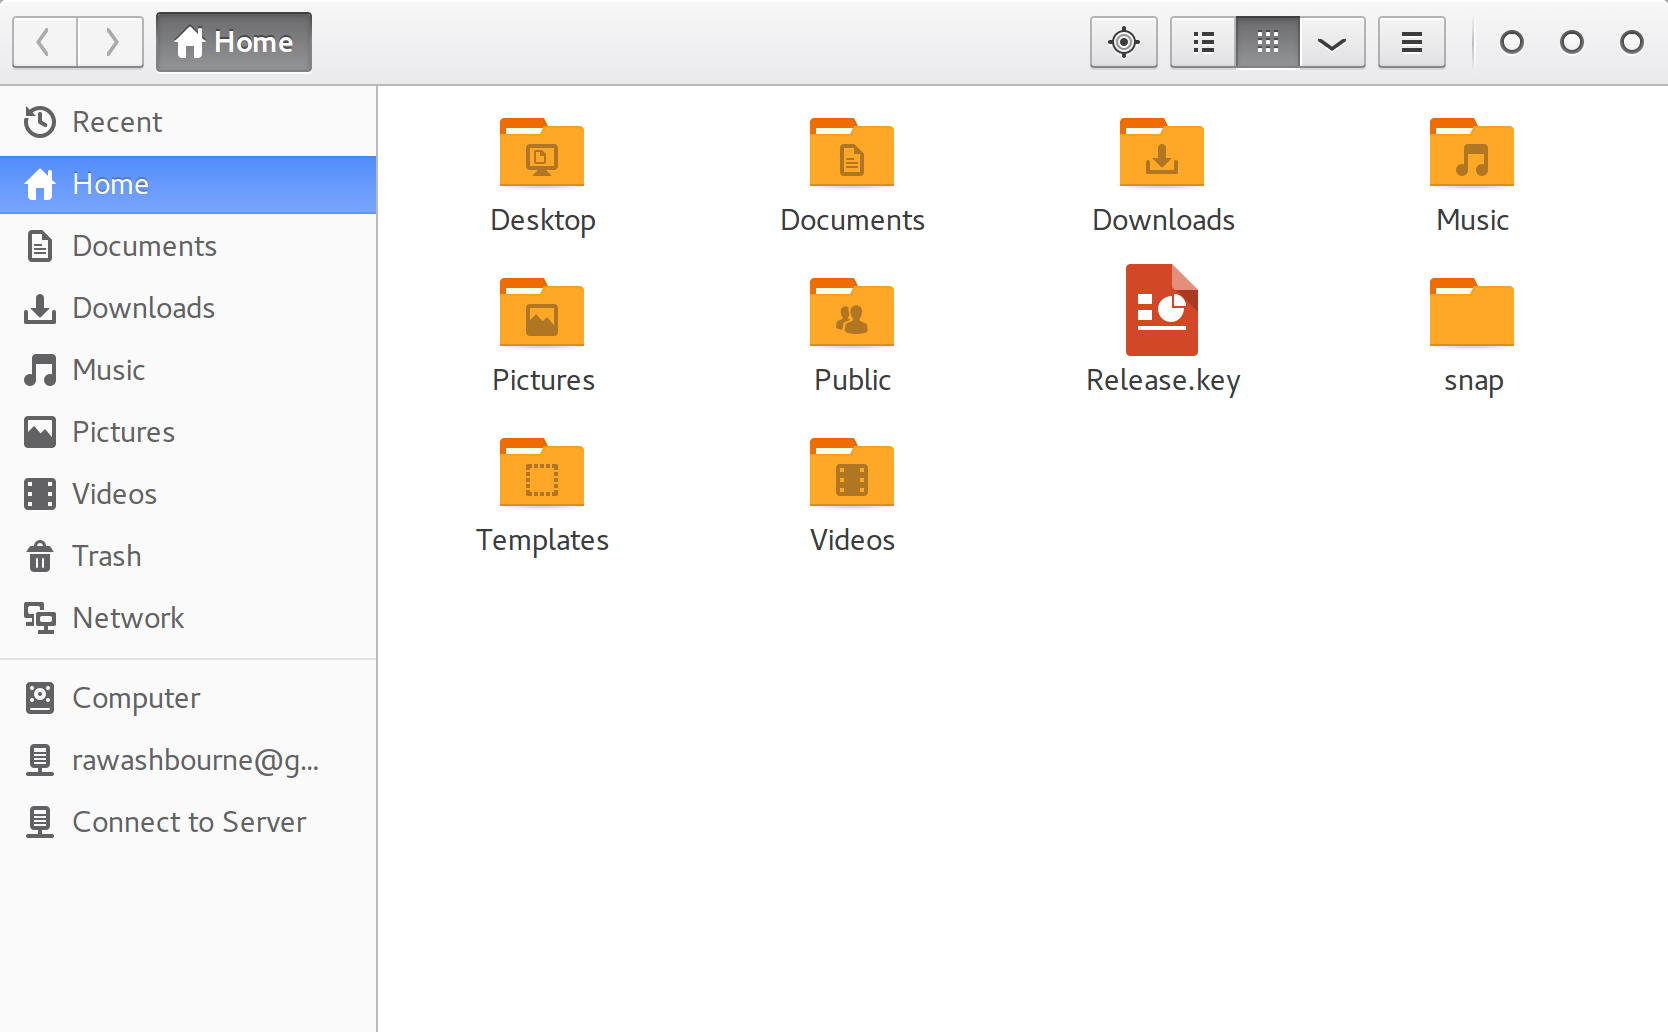 Home
Recent
Home
Documents
Downloads
Music
Pictures
Videos
Trash
Network
Computer
rawashbourne@g...
Connect to Server
Desktop
Documents
Downloads
Music
Pictures
Public
Release.key
snap
Templates
Videos